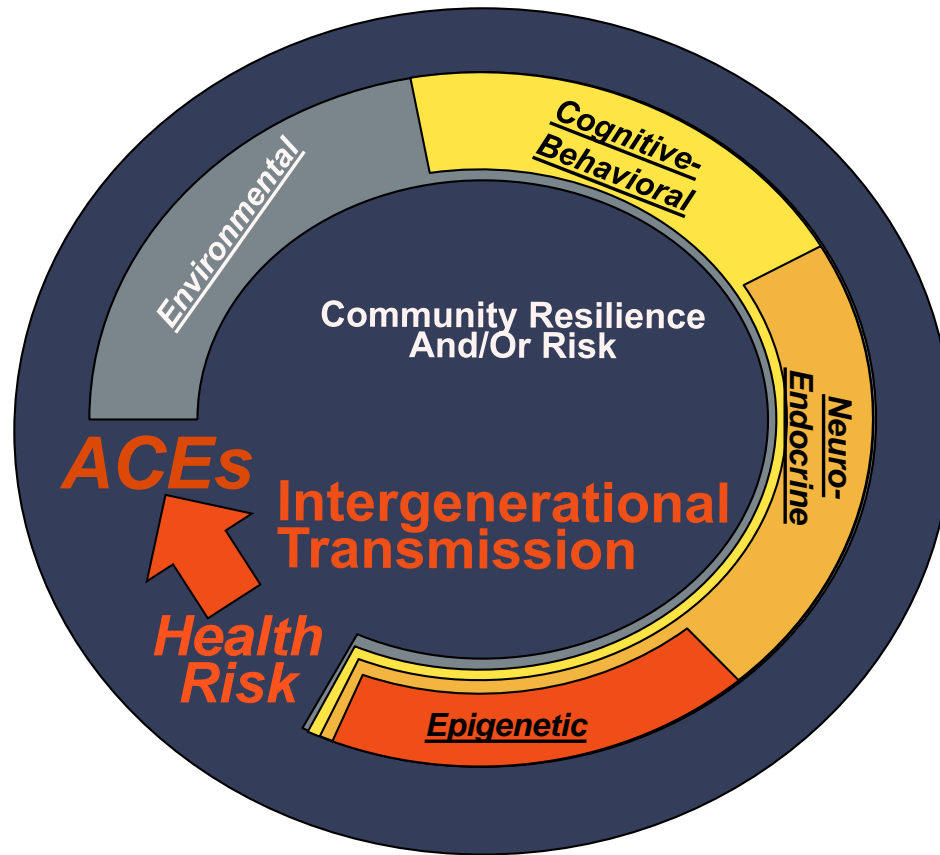 Environmental
Cognitive-
Behavioral
Neuro-
Endocrine
Epigenetic
Community Resilience
And/Or Risk
ACEs
Intergenerational
Transmission
Health
Risk